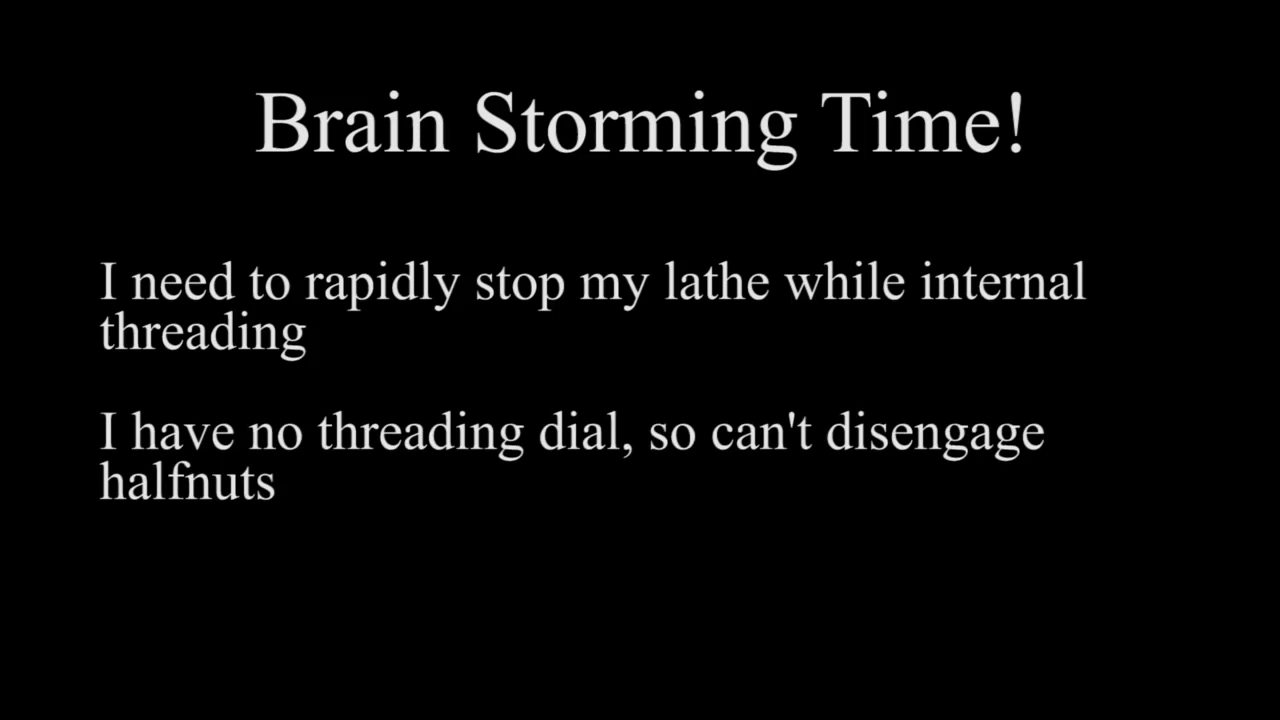 Brain Storming Time!
I need to rapidly stop my lathe while internal
threading
I have no threading dial, so can't disengage
halfnuts